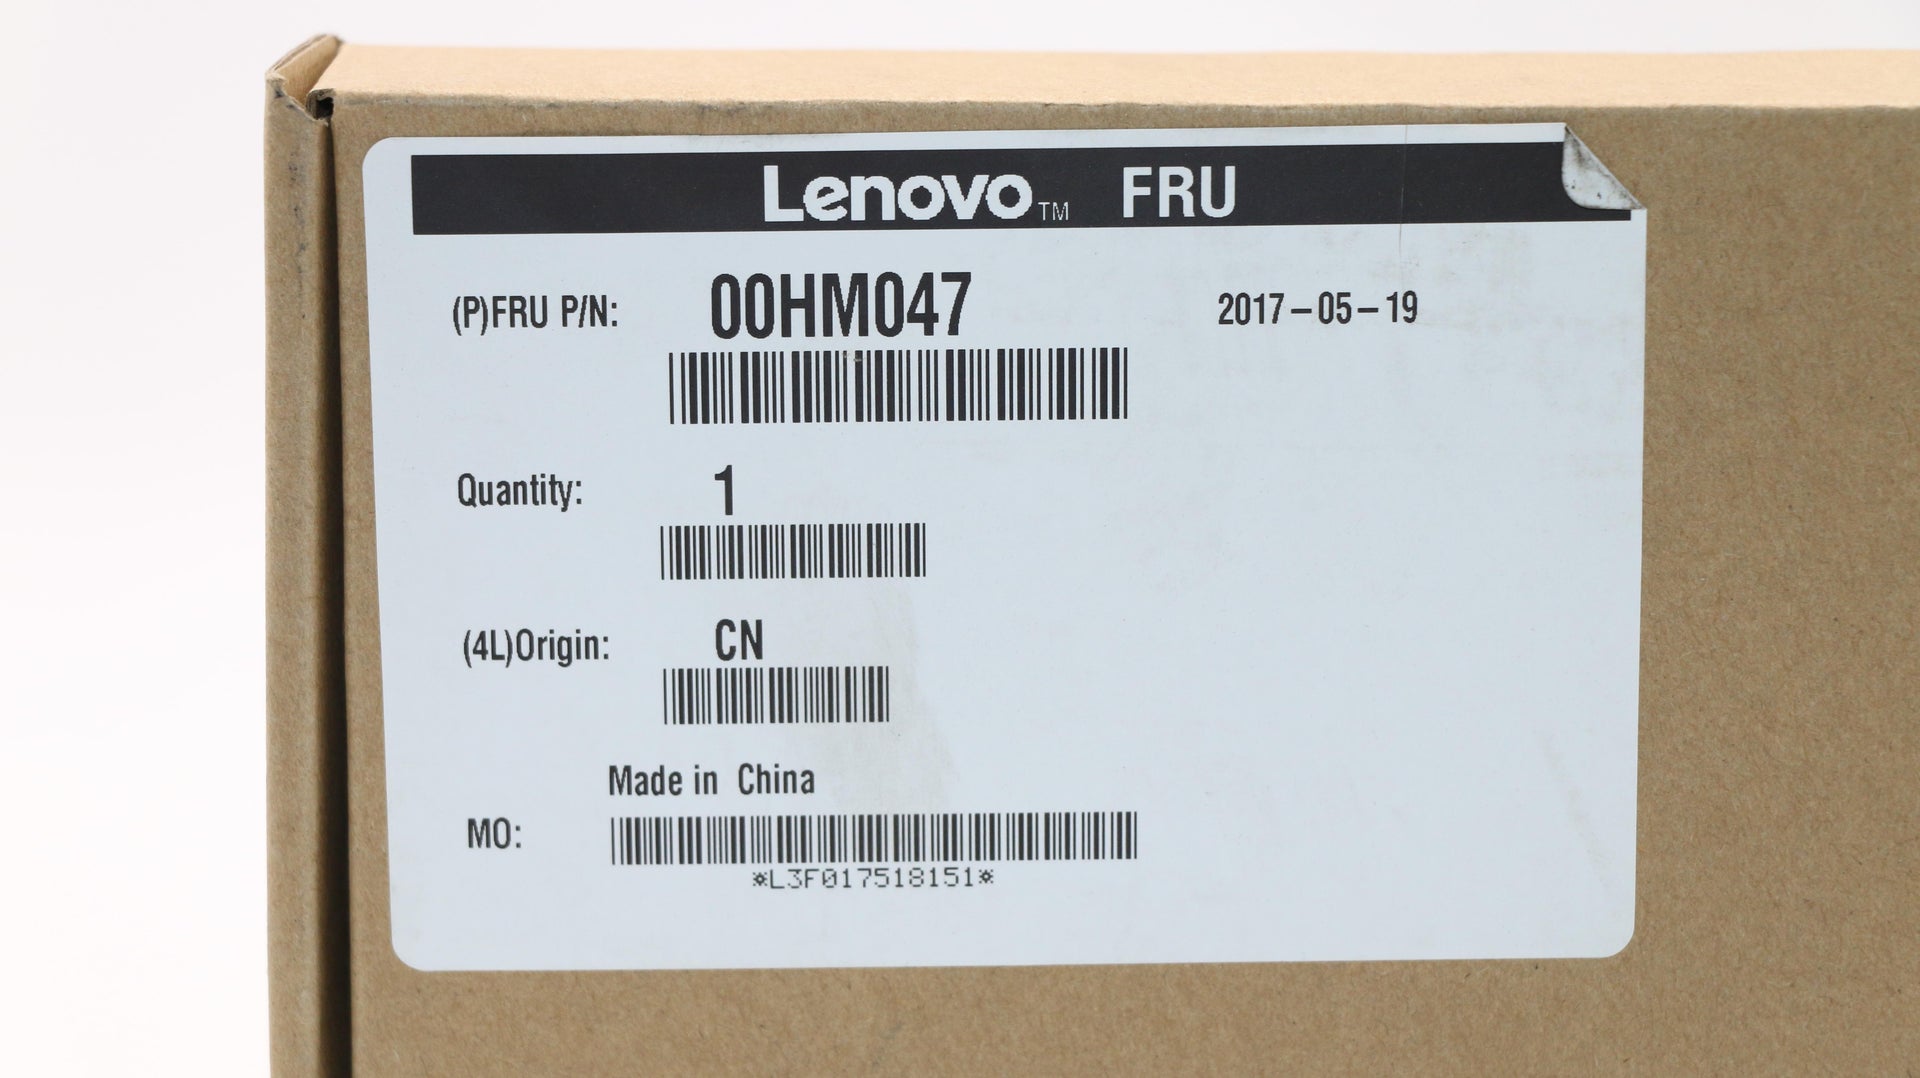 Lenovo™ FRU
(P)FRU P/N: 00HM047 2017-05-19
Quantity: 1
(4L)Origin: CN
Made in China
MO:
*L3F017518151*